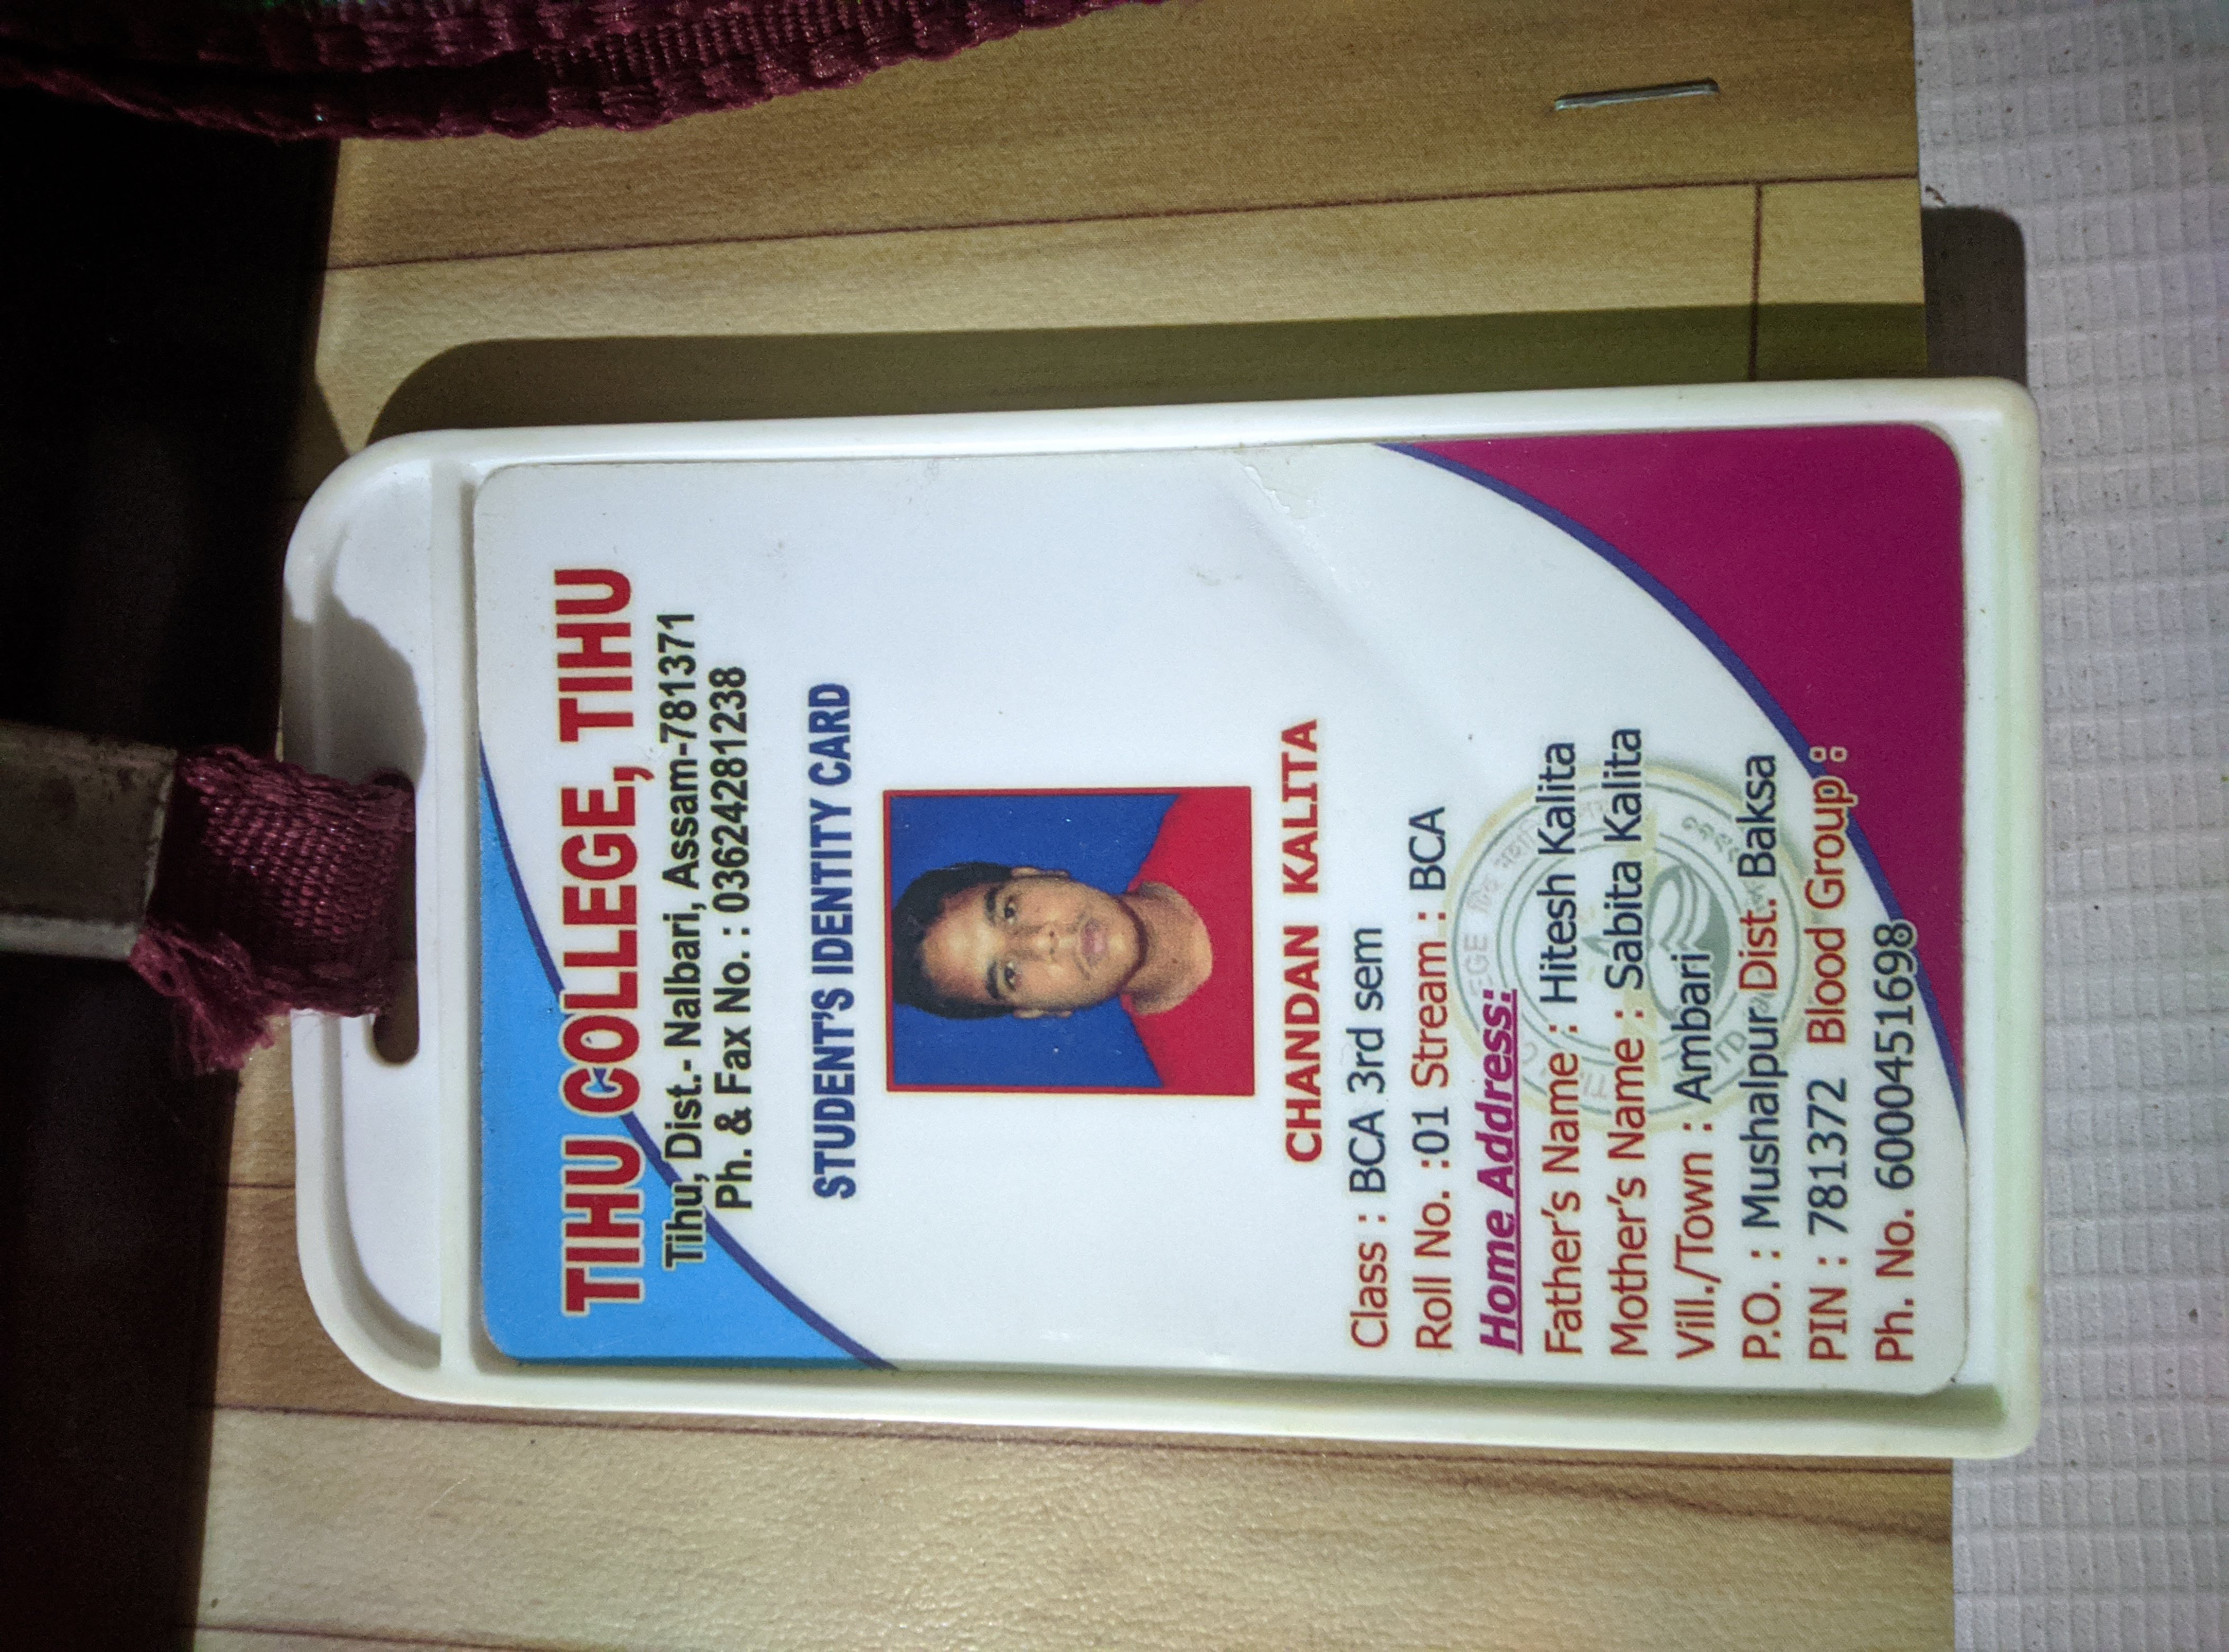 TIHU COLLEGE, TIHU
Tihu, Dist.- Nalbari, Assam-781371
Ph. & Fax No. : 03624281238
STUDENT'S IDENTITY CARD
CHANDAN KALITA
Class : BCA 3rd sem
Roll No. :01 Stream : BCA
Home Address:
Father's Name : Hitesh Kalita
Mother's Name : Sabita Kalita
Vill./Town : Ambari
P.O. : Mushalpur Dist. Baksa
PIN : 781372 Blood Group :
Ph. No. 6000451698